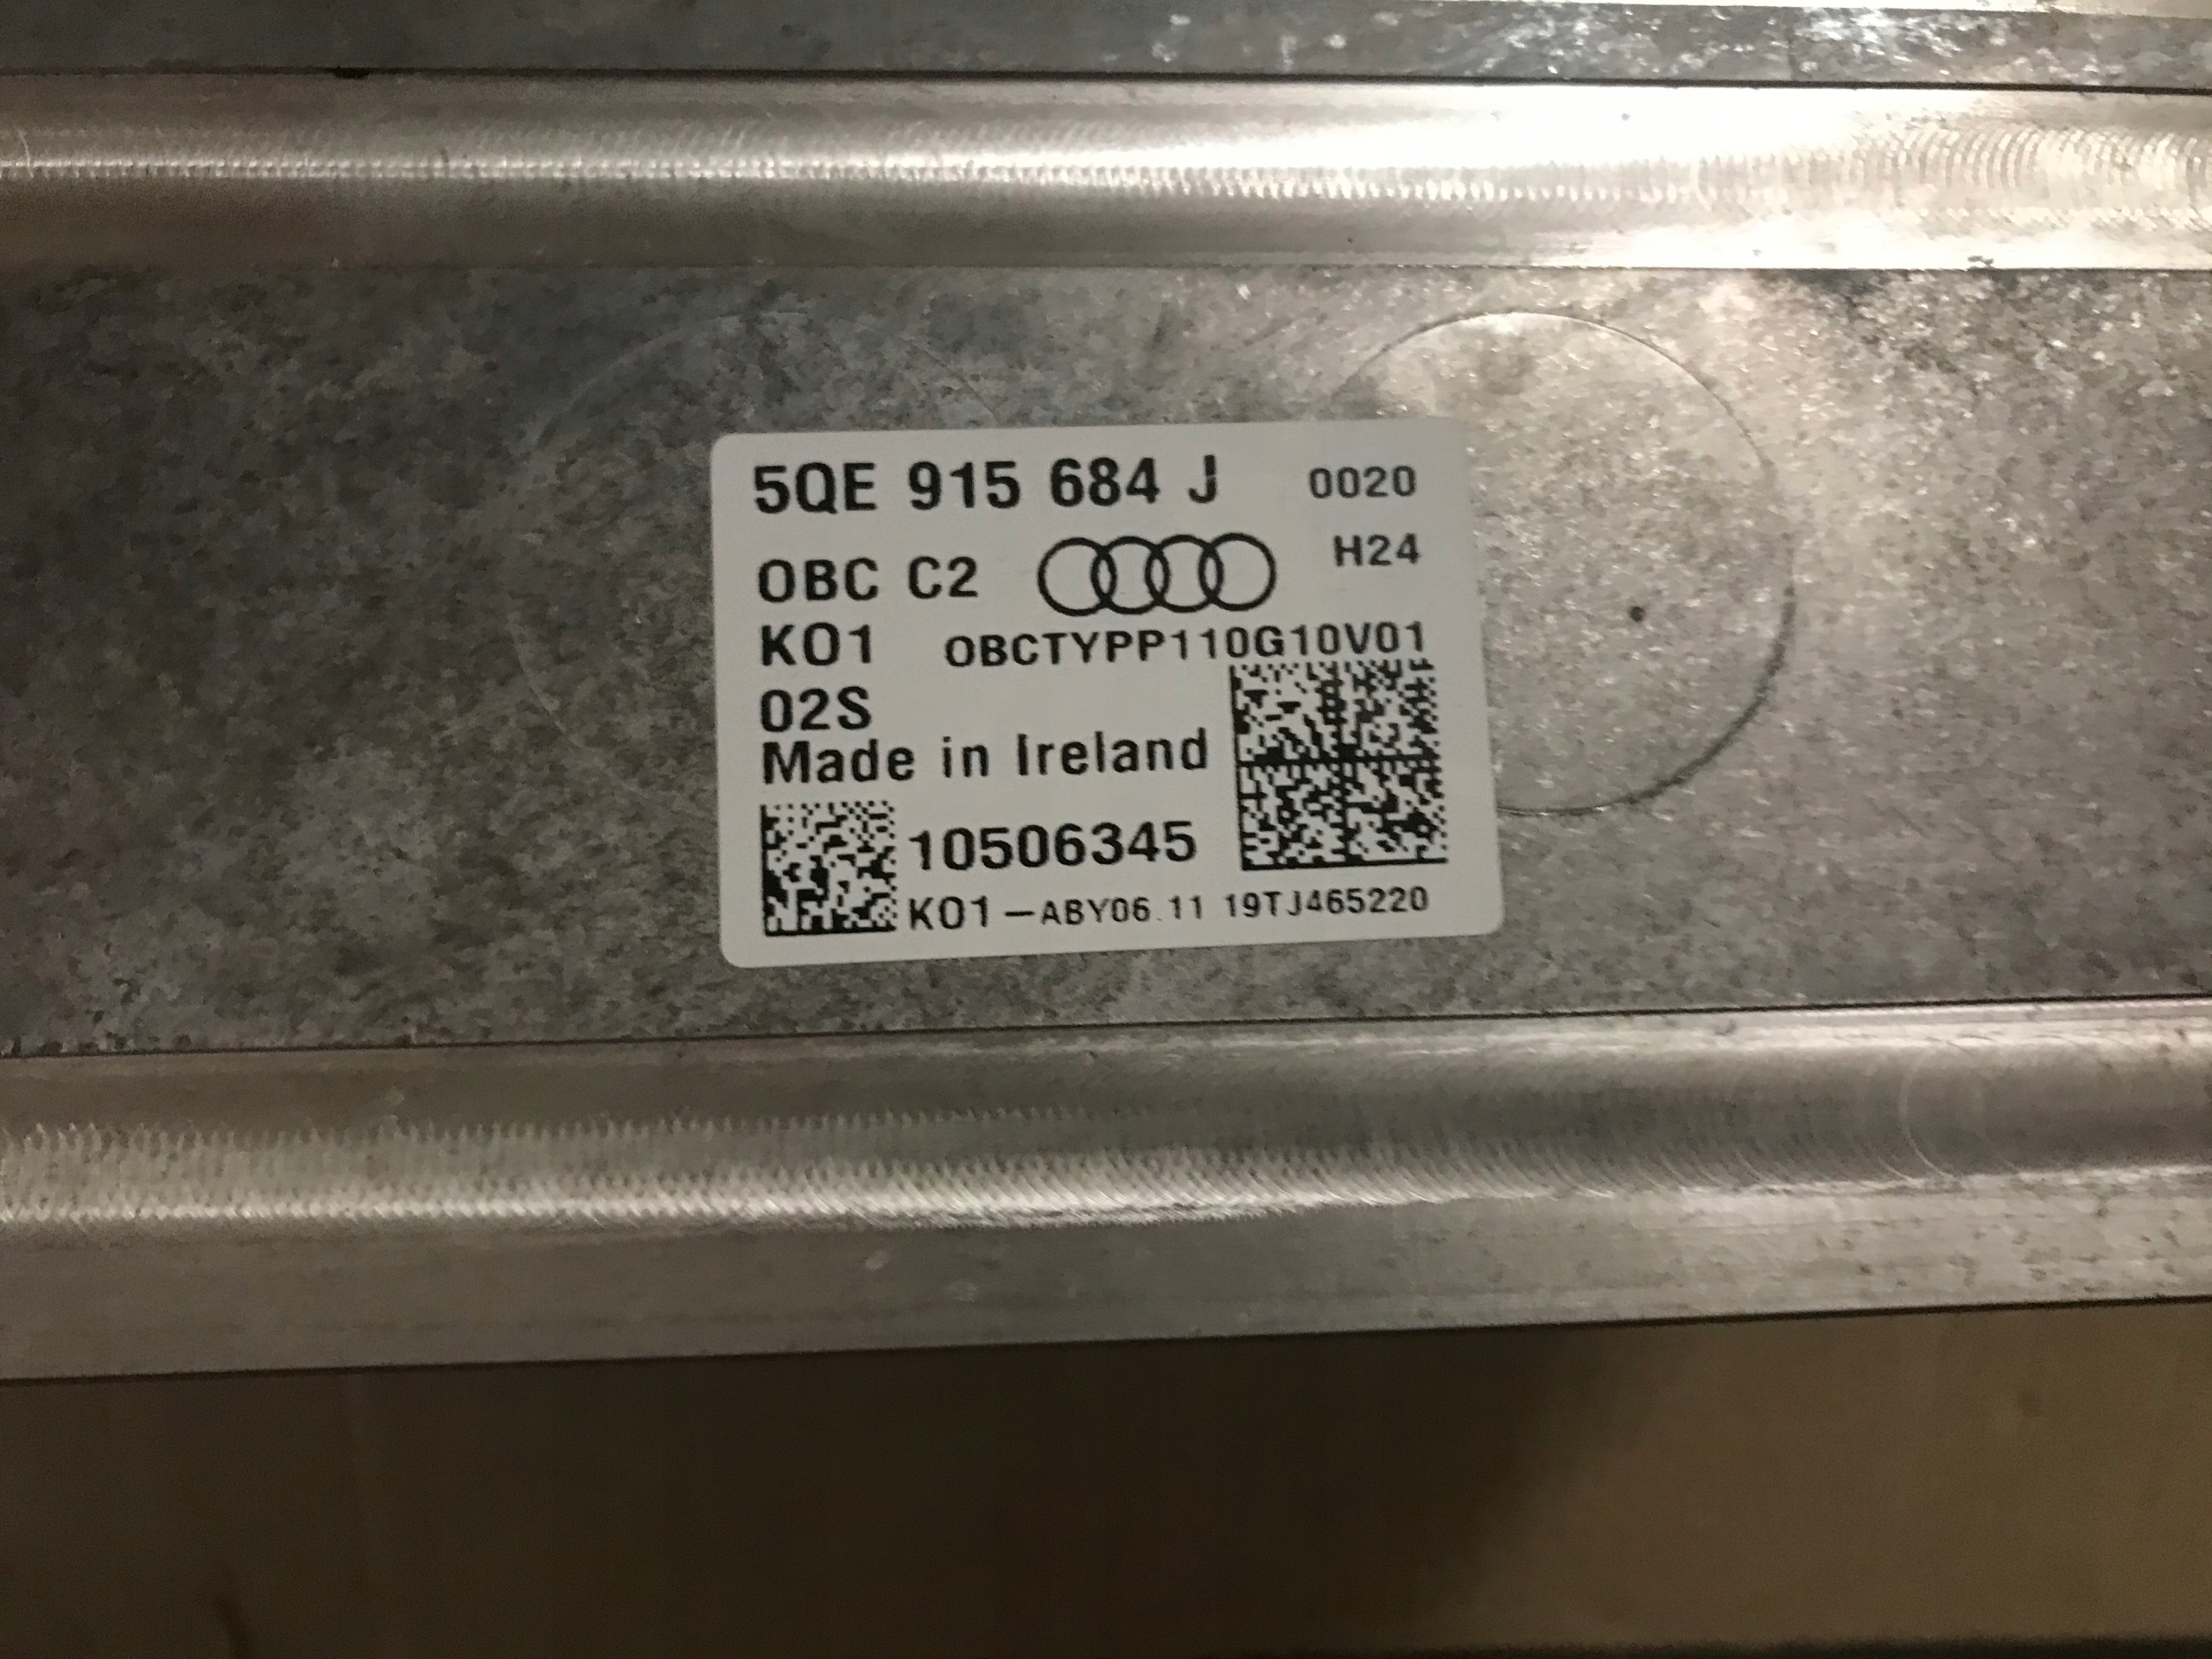 5QE 915 684 J 0020
OBC C2 H24
KO1 OBCTYPP110G10V01
02S
Made in Ireland
10506345
KO1 – ABY06.11 19TJ465220